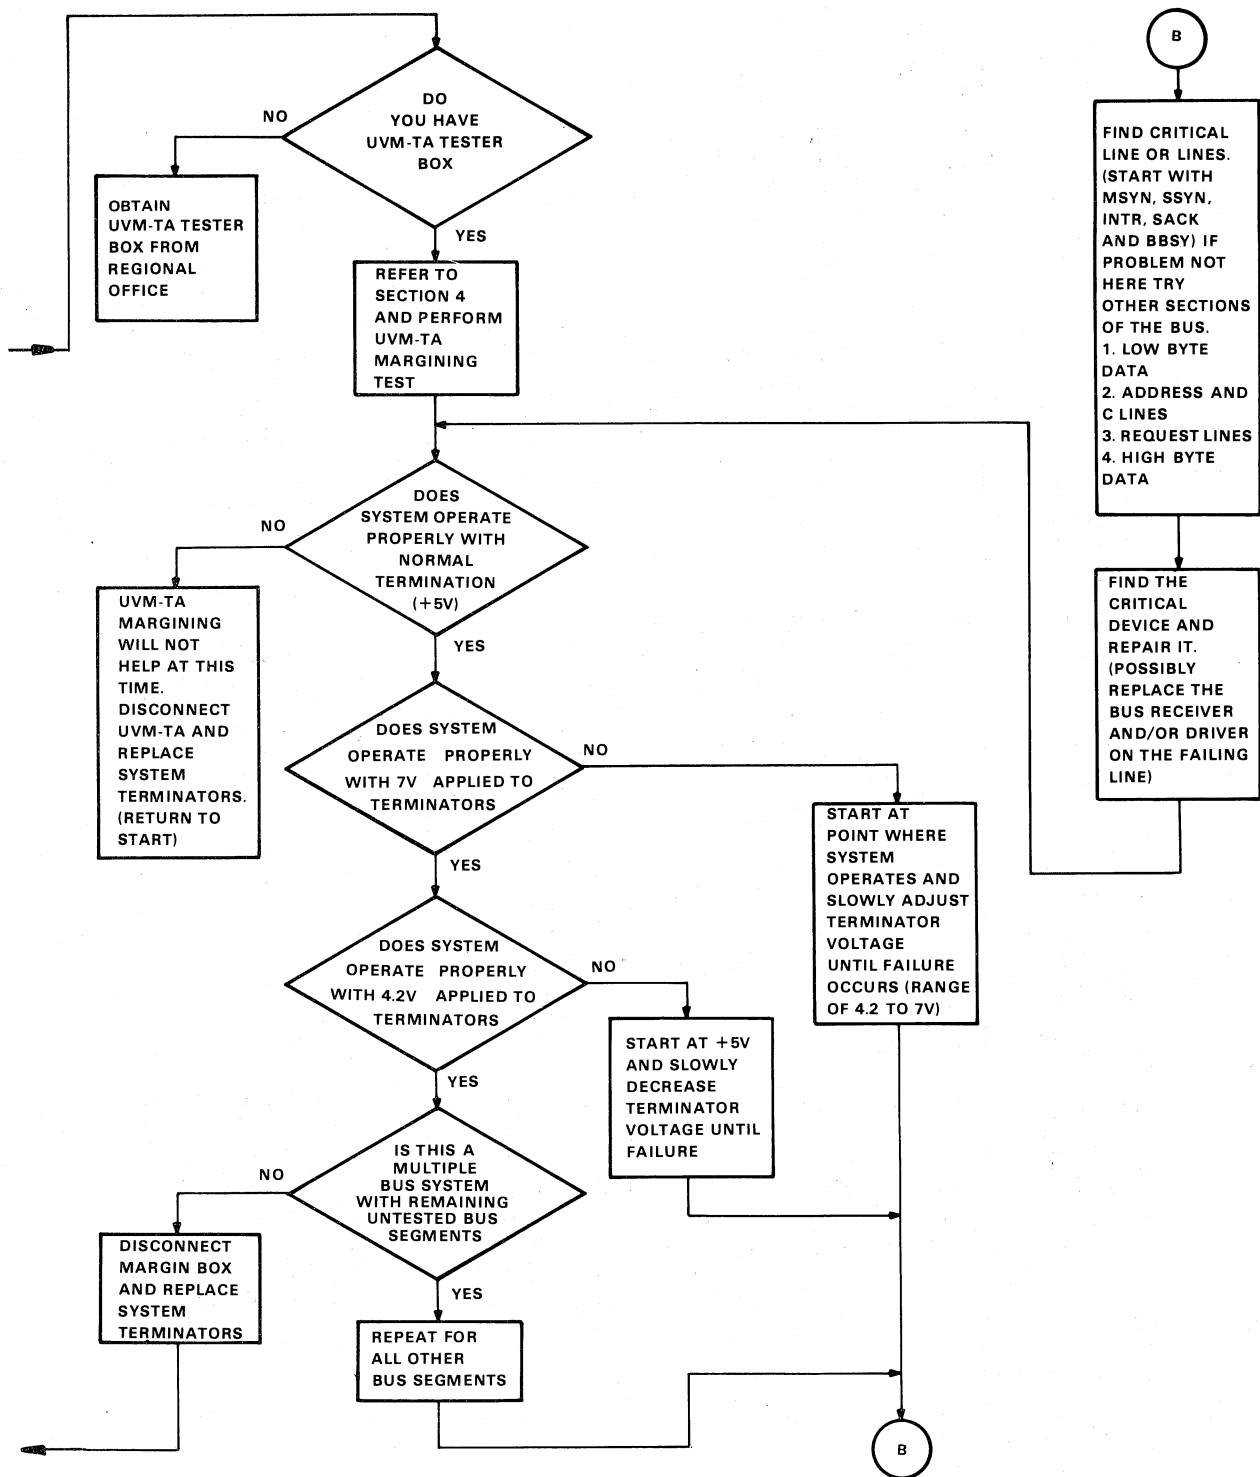 DO
YOU HAVE
UVM-TA TESTER
BOX
NO
YES
OBTAIN
UVM-TA TESTER
BOX FROM
REGIONAL
OFFICE
REFER TO
SECTION 4
AND PERFORM
UVM-TA
MARGINING
TEST
DOES
SYSTEM OPERATE
PROPERLY WITH
NORMAL
TERMINATION
(+5V)
NO
YES
UVM-TA
MARGINING
WILL NOT
HELP AT THIS
TIME.
DISCONNECT
UVM-TA AND
REPLACE
SYSTEM
TERMINATORS.
(RETURN TO
START)
DOES SYSTEM
OPERATE PROPERLY
WITH 7V APPLIED TO
TERMINATORS
NO
YES
START AT
POINT WHERE
SYSTEM
OPERATES AND
SLOWLY ADJUST
TERMINATOR
VOLTAGE
UNTIL FAILURE
OCCURS (RANGE
OF 4.2 TO 7V)
DOES SYSTEM
OPERATE PROPERLY
WITH 4.2V APPLIED TO
TERMINATORS
NO
YES
START AT +5V
AND SLOWLY
DECREASE
TERMINATOR
VOLTAGE UNTIL
FAILURE
IS THIS A
MULTIPLE
BUS SYSTEM
WITH REMAINING
UNTESTED BUS
SEGMENTS
NO
YES
DISCONNECT
MARGIN BOX
AND REPLACE
SYSTEM
TERMINATORS
REPEAT FOR
ALL OTHER
BUS SEGMENTS
B
B
FIND CRITICAL
LINE OR LINES.
(START WITH
MSYN, SSYN,
INTR, SACK
AND BBSY) IF
PROBLEM NOT
HERE TRY
OTHER SECTIONS
OF THE BUS.
1. LOW BYTE
DATA
2. ADDRESS AND
C LINES
3. REQUEST LINES
4. HIGH BYTE
DATA
FIND THE
CRITICAL
DEVICE AND
REPAIR IT.
(POSSIBLY
REPLACE THE
BUS RECEIVER
AND/OR DRIVER
ON THE FAILING
LINE)